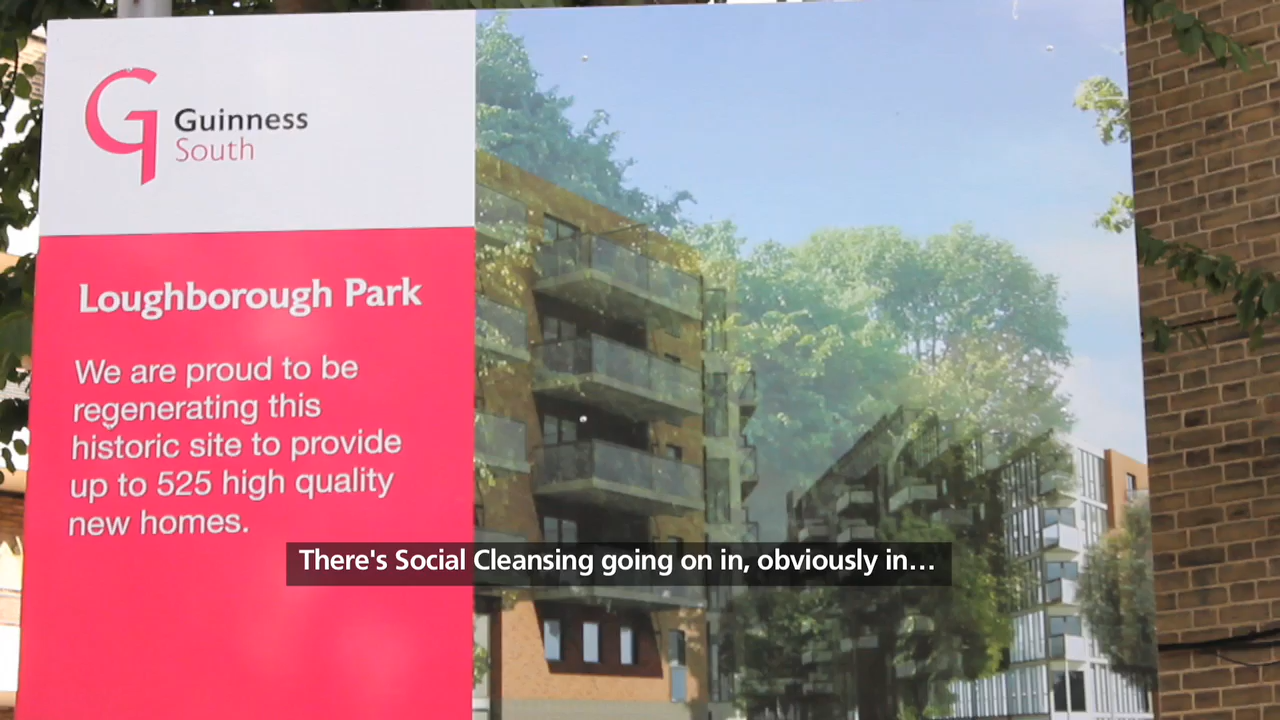 Guinness
South
Loughborough Park
We are proud to be
regenerating this
historic site to provide
up to 525 high quality
new homes.
There's Social Cleansing going on in, obviously in…